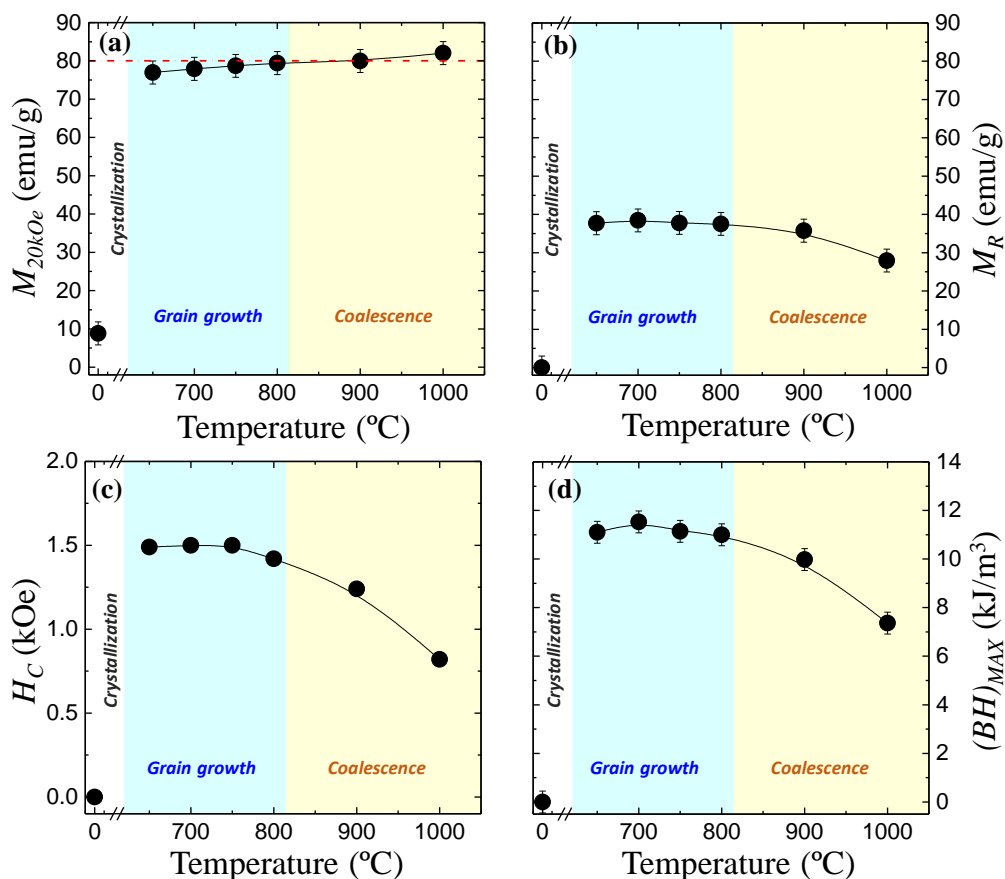 (a)
90
80
70
60
50
40
30
20
10
0
M20kOe (emu/g)
Crystallization
Grain growth
Coalescence
0 700 800 900 1000
Temperature (ºC)
(b)
90
80
70
60
50
40
30
20
10
0
MR (emu/g)
Crystallization
Grain growth
Coalescence
0 700 800 900 1000
Temperature (ºC)
(c)
2.0
1.5
1.0
0.5
0.0
HC (kOe)
Crystallization
Grain growth
Coalescence
0 700 800 900 1000
Temperature (ºC)
(d)
14
12
10
8
6
4
2
0
(BH)MAX (kJ/m³)
Crystallization
Grain growth
Coalescence
0 700 800 900 1000
Temperature (ºC)